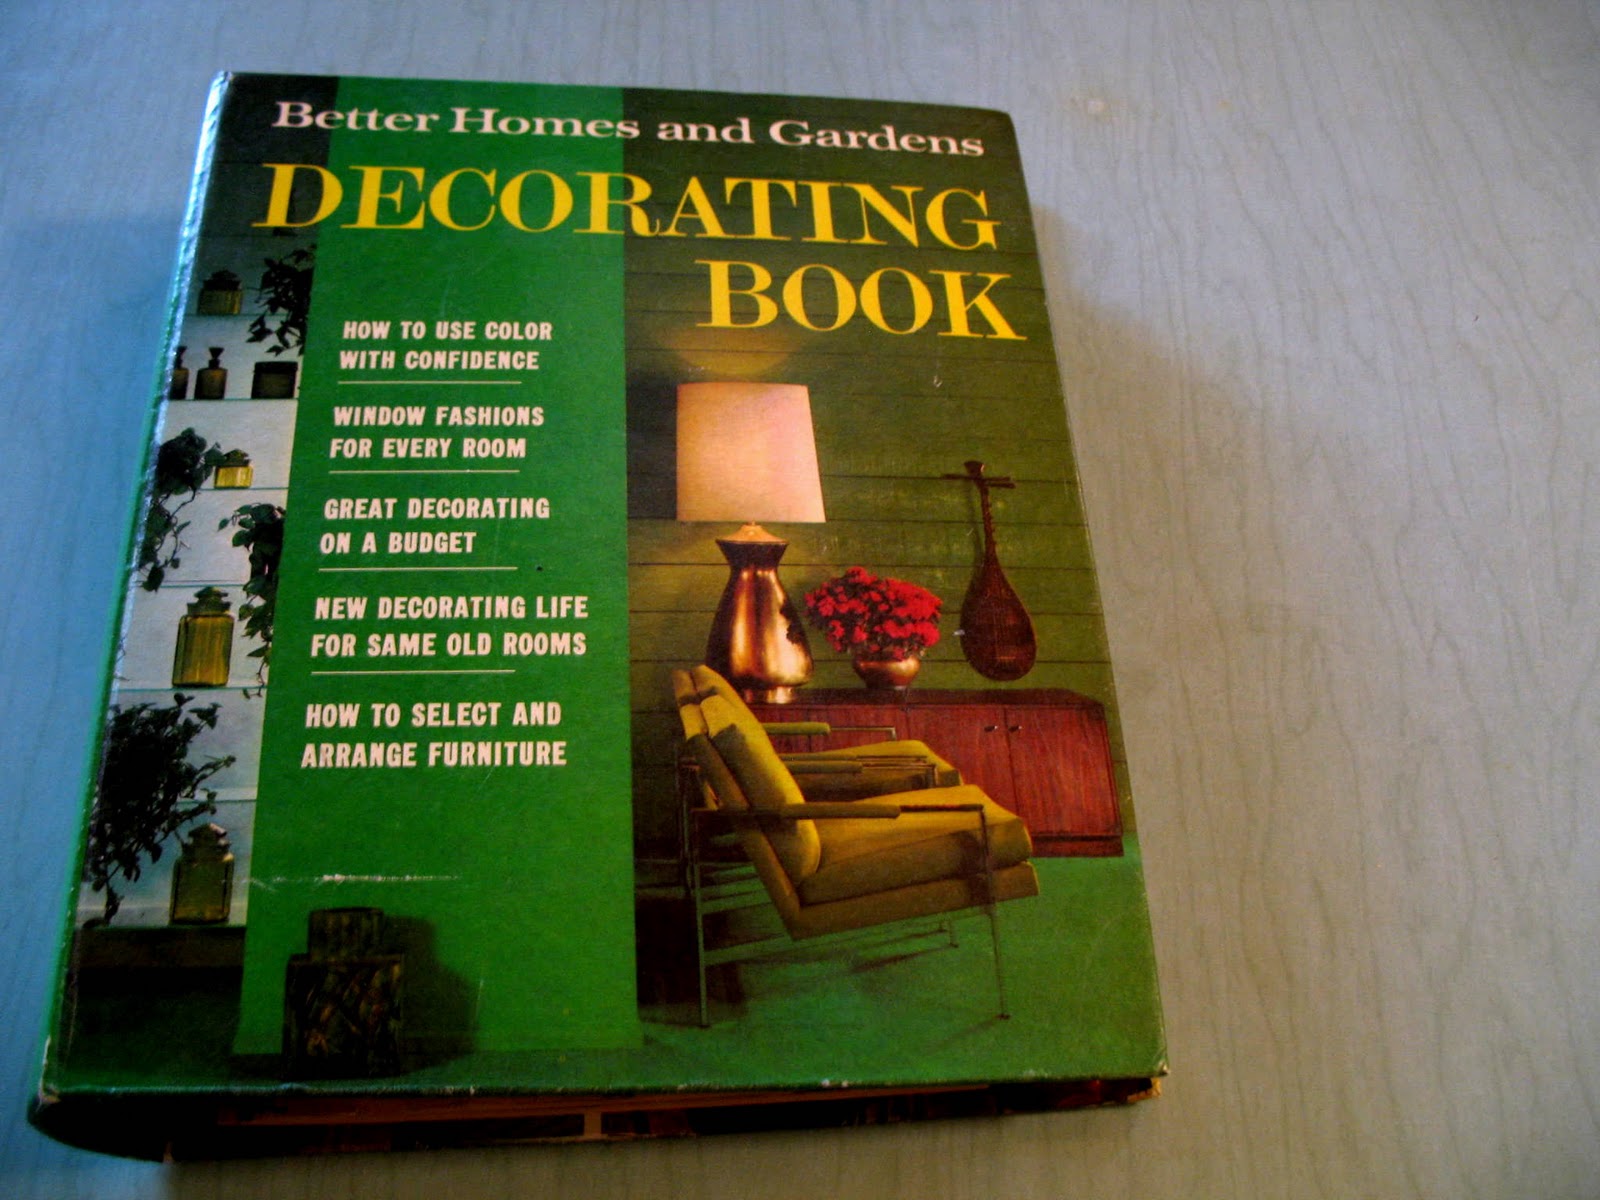 Better Homes and Gardens
DECORATING
BOOK
HOW TO USE COLOR
WITH CONFIDENCE
WINDOW FASHIONS
FOR EVERY ROOM
GREAT DECORATING
ON A BUDGET
NEW DECORATING LIFE
FOR SAME OLD ROOMS
HOW TO SELECT AND
ARRANGE FURNITURE